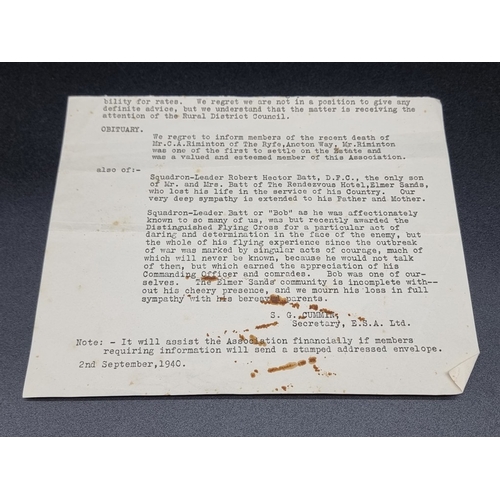 bility for rates. We regret we are not in a position to give any
definite advice, but we understand that the matter is receiving the
attention of the Rural District Council.
OBITUARY.
We regret to inform members of the recent death of
Mr.C.A.Riminton of The Ryfe, Ancton Way, Mr.Riminton
was one of the first to settle on the Estate and
was a valued and esteemed member of this Association.
also of:-
Squadron-Leader Robert Hector Batt, D.F.C., the only son
of Mr. and Mrs. Batt of The Rendezvous Hotel, Elmer Sands,
who lost his life in the service of his Country. Our
very deep sympathy is extended to his Father and Mother.
Squadron-Leader Batt or "Bob" as he was affectionately
known to so many of us, was but recently awarded the
Distinguished Flying Cross for a particular act of
daring and determination in the face of the enemy, but
the whole of his flying experience since the outbreak
of war was marked by singular acts of courage, much of
which will never be known, because he would not talk
of them, but which earned the appreciation of his
Commanding Officer and comrades. Bob was one of our-
selves. The Elmer Sands community is incomplete with--
out his cheery presence, and we mourn his loss in full
sympathy with his bereaved parents.
S. G.
Secretary, E.S.A. Ltd.
Note: - It will assist the Association financially if members
requiring information will send a stamped addressed envelope.
2nd September, 1940.